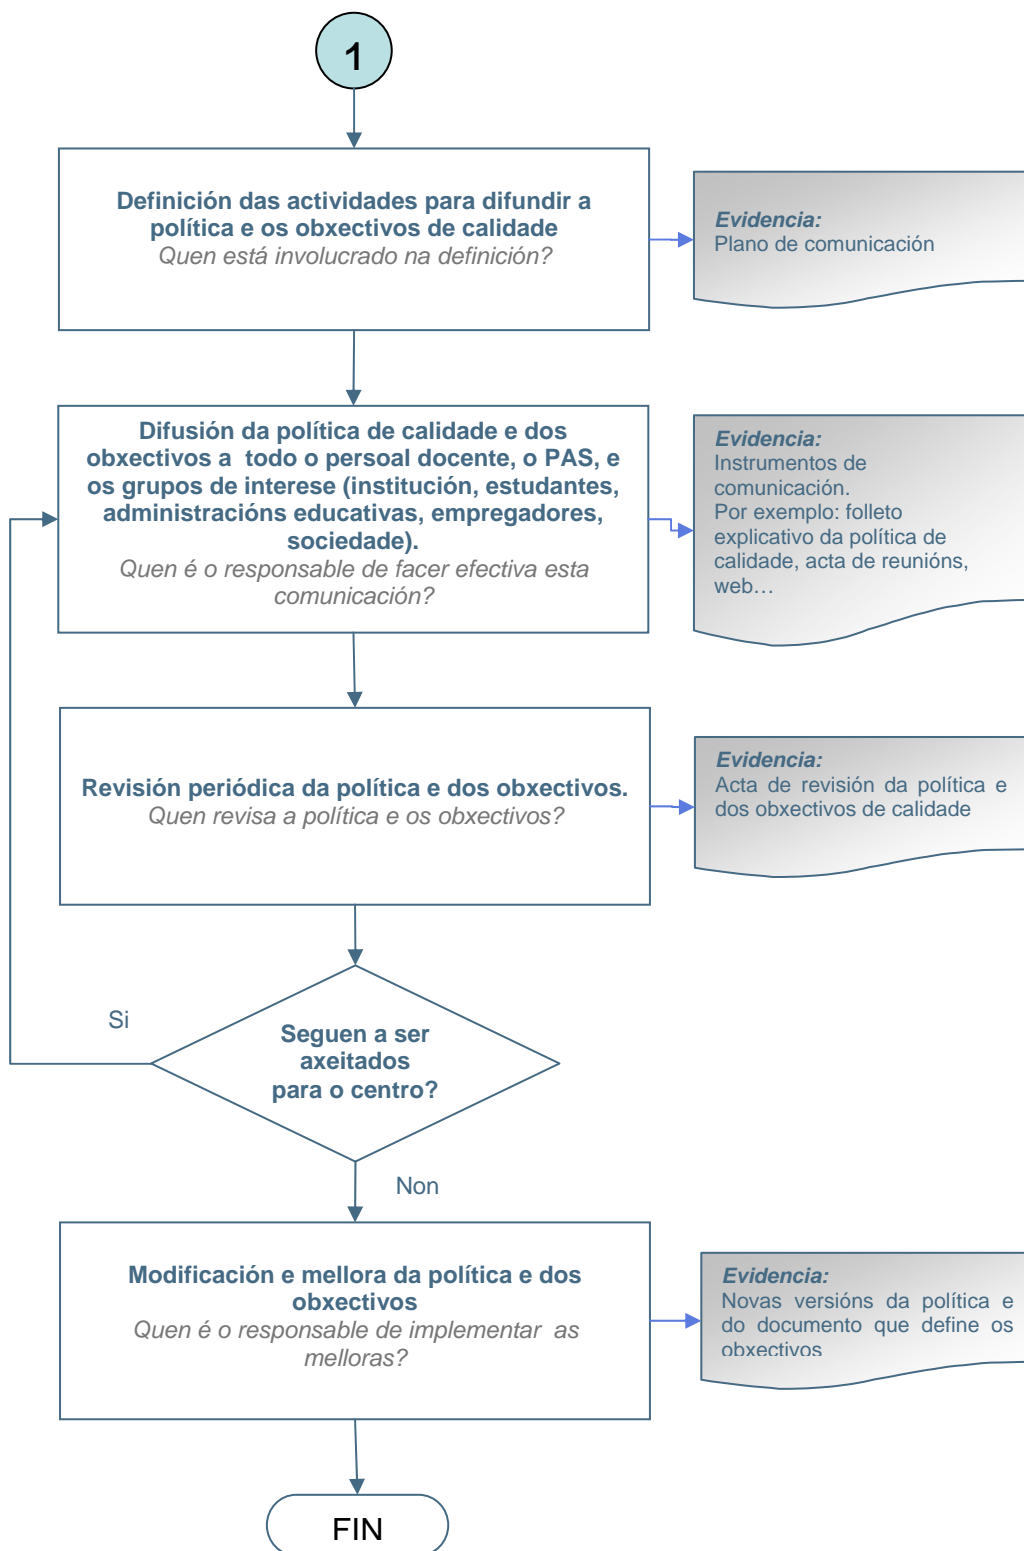 1
Definición das actividades para difundir a
política e os obxectivos de calidade
Quen está involucrado na definición?
Evidencia:
Plano de comunicación
Difusión da política de calidade e dos
obxectivos a todo o persoal docente, o PAS, e
os grupos de interese (institución, estudantes,
administracións educativas, empregadores,
sociedade).
Quen é o responsable de facer efectiva esta
comunicación?
Evidencia:
Instrumentos de
comunicación.
Por exemplo: folleto
explicativo da política de
calidade, acta de reunións,
web…
Revisión periódica da política e dos obxectivos.
Quen revisa a política e os obxectivos?
Evidencia:
Acta de revisión da política e
dos obxectivos de calidade
Si
Seguen a ser
axeitados
para o centro?
Non
Modificación e mellora da política e dos
obxectivos
Quen é o responsable de implementar as
melloras?
Evidencia:
Novas versións da política e
do documento que define os
obxectivos
FIN